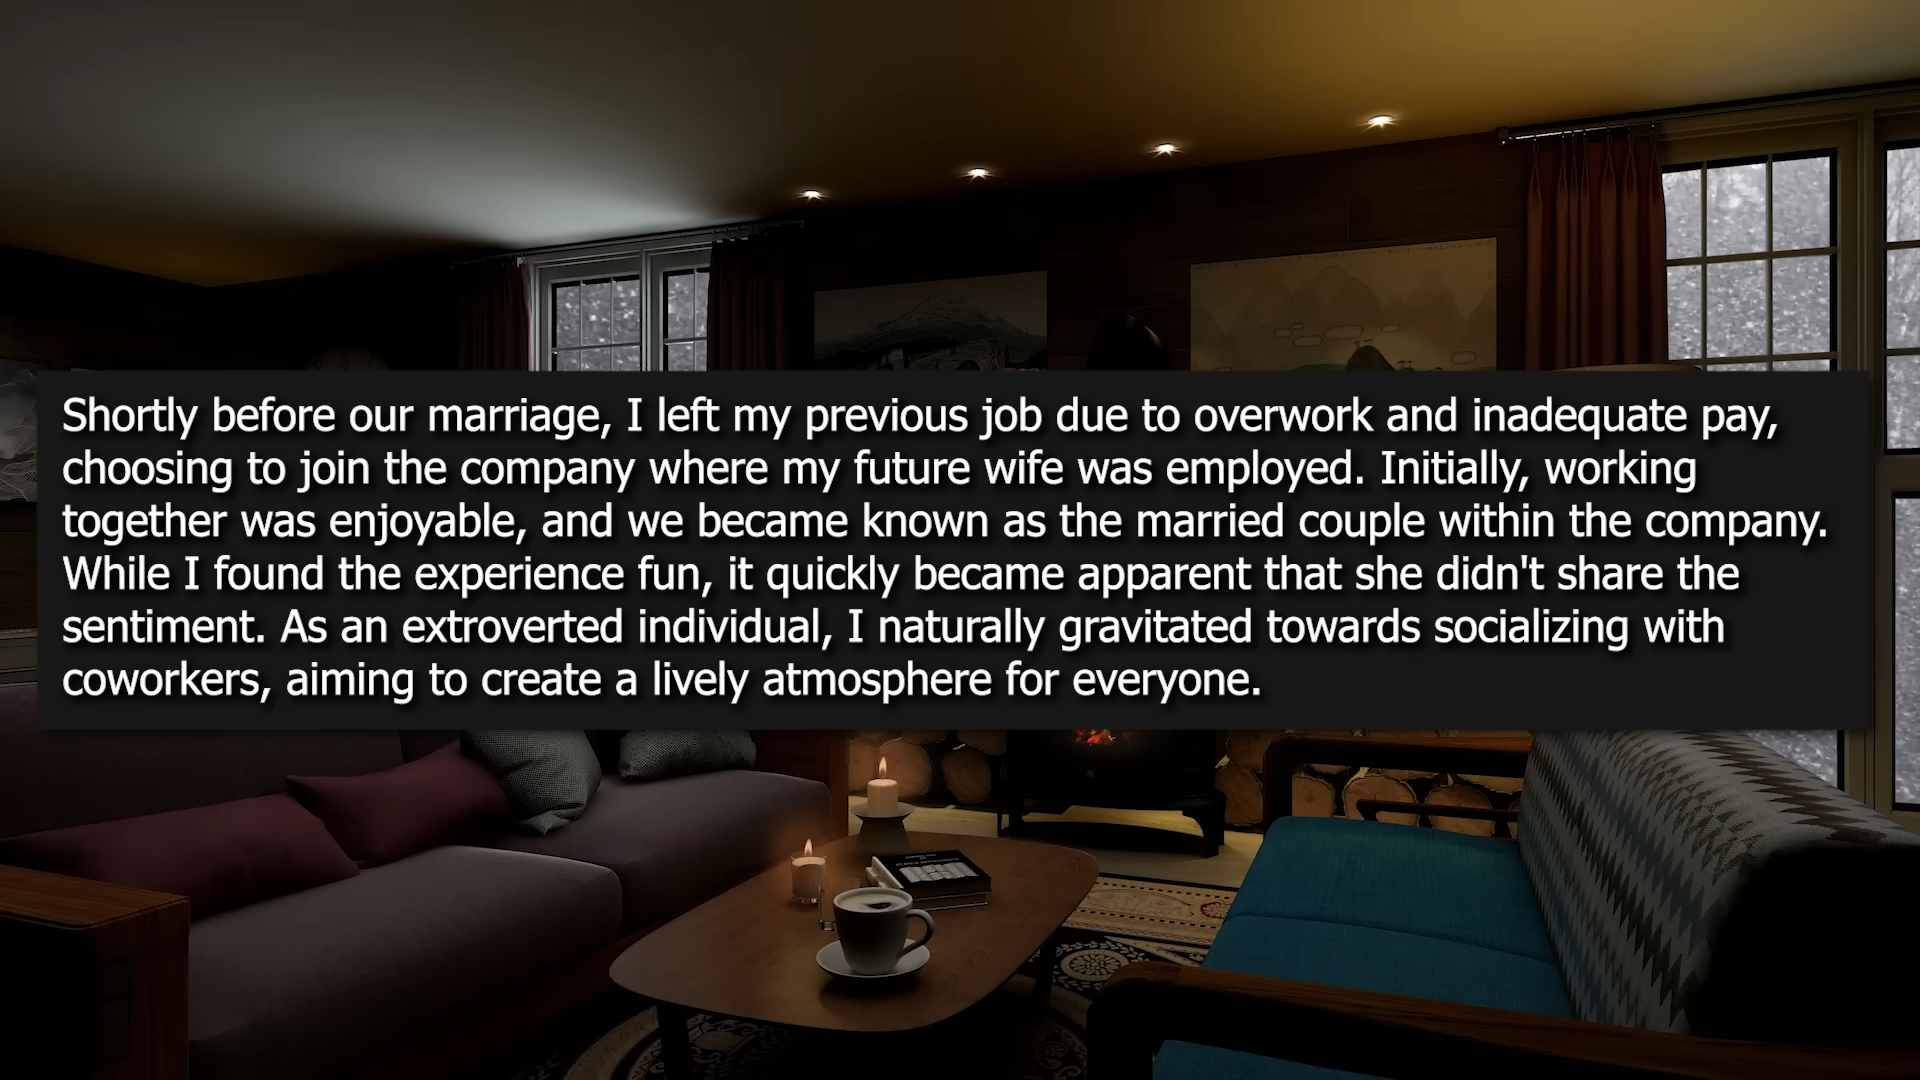 Shortly before our marriage, I left my previous job due to overwork and inadequate pay,
choosing to join the company where my future wife was employed. Initially, working
together was enjoyable, and we became known as the married couple within the company.
While I found the experience fun, it quickly became apparent that she didn't share the
sentiment. As an extroverted individual, I naturally gravitated towards socializing with
coworkers, aiming to create a lively atmosphere for everyone.